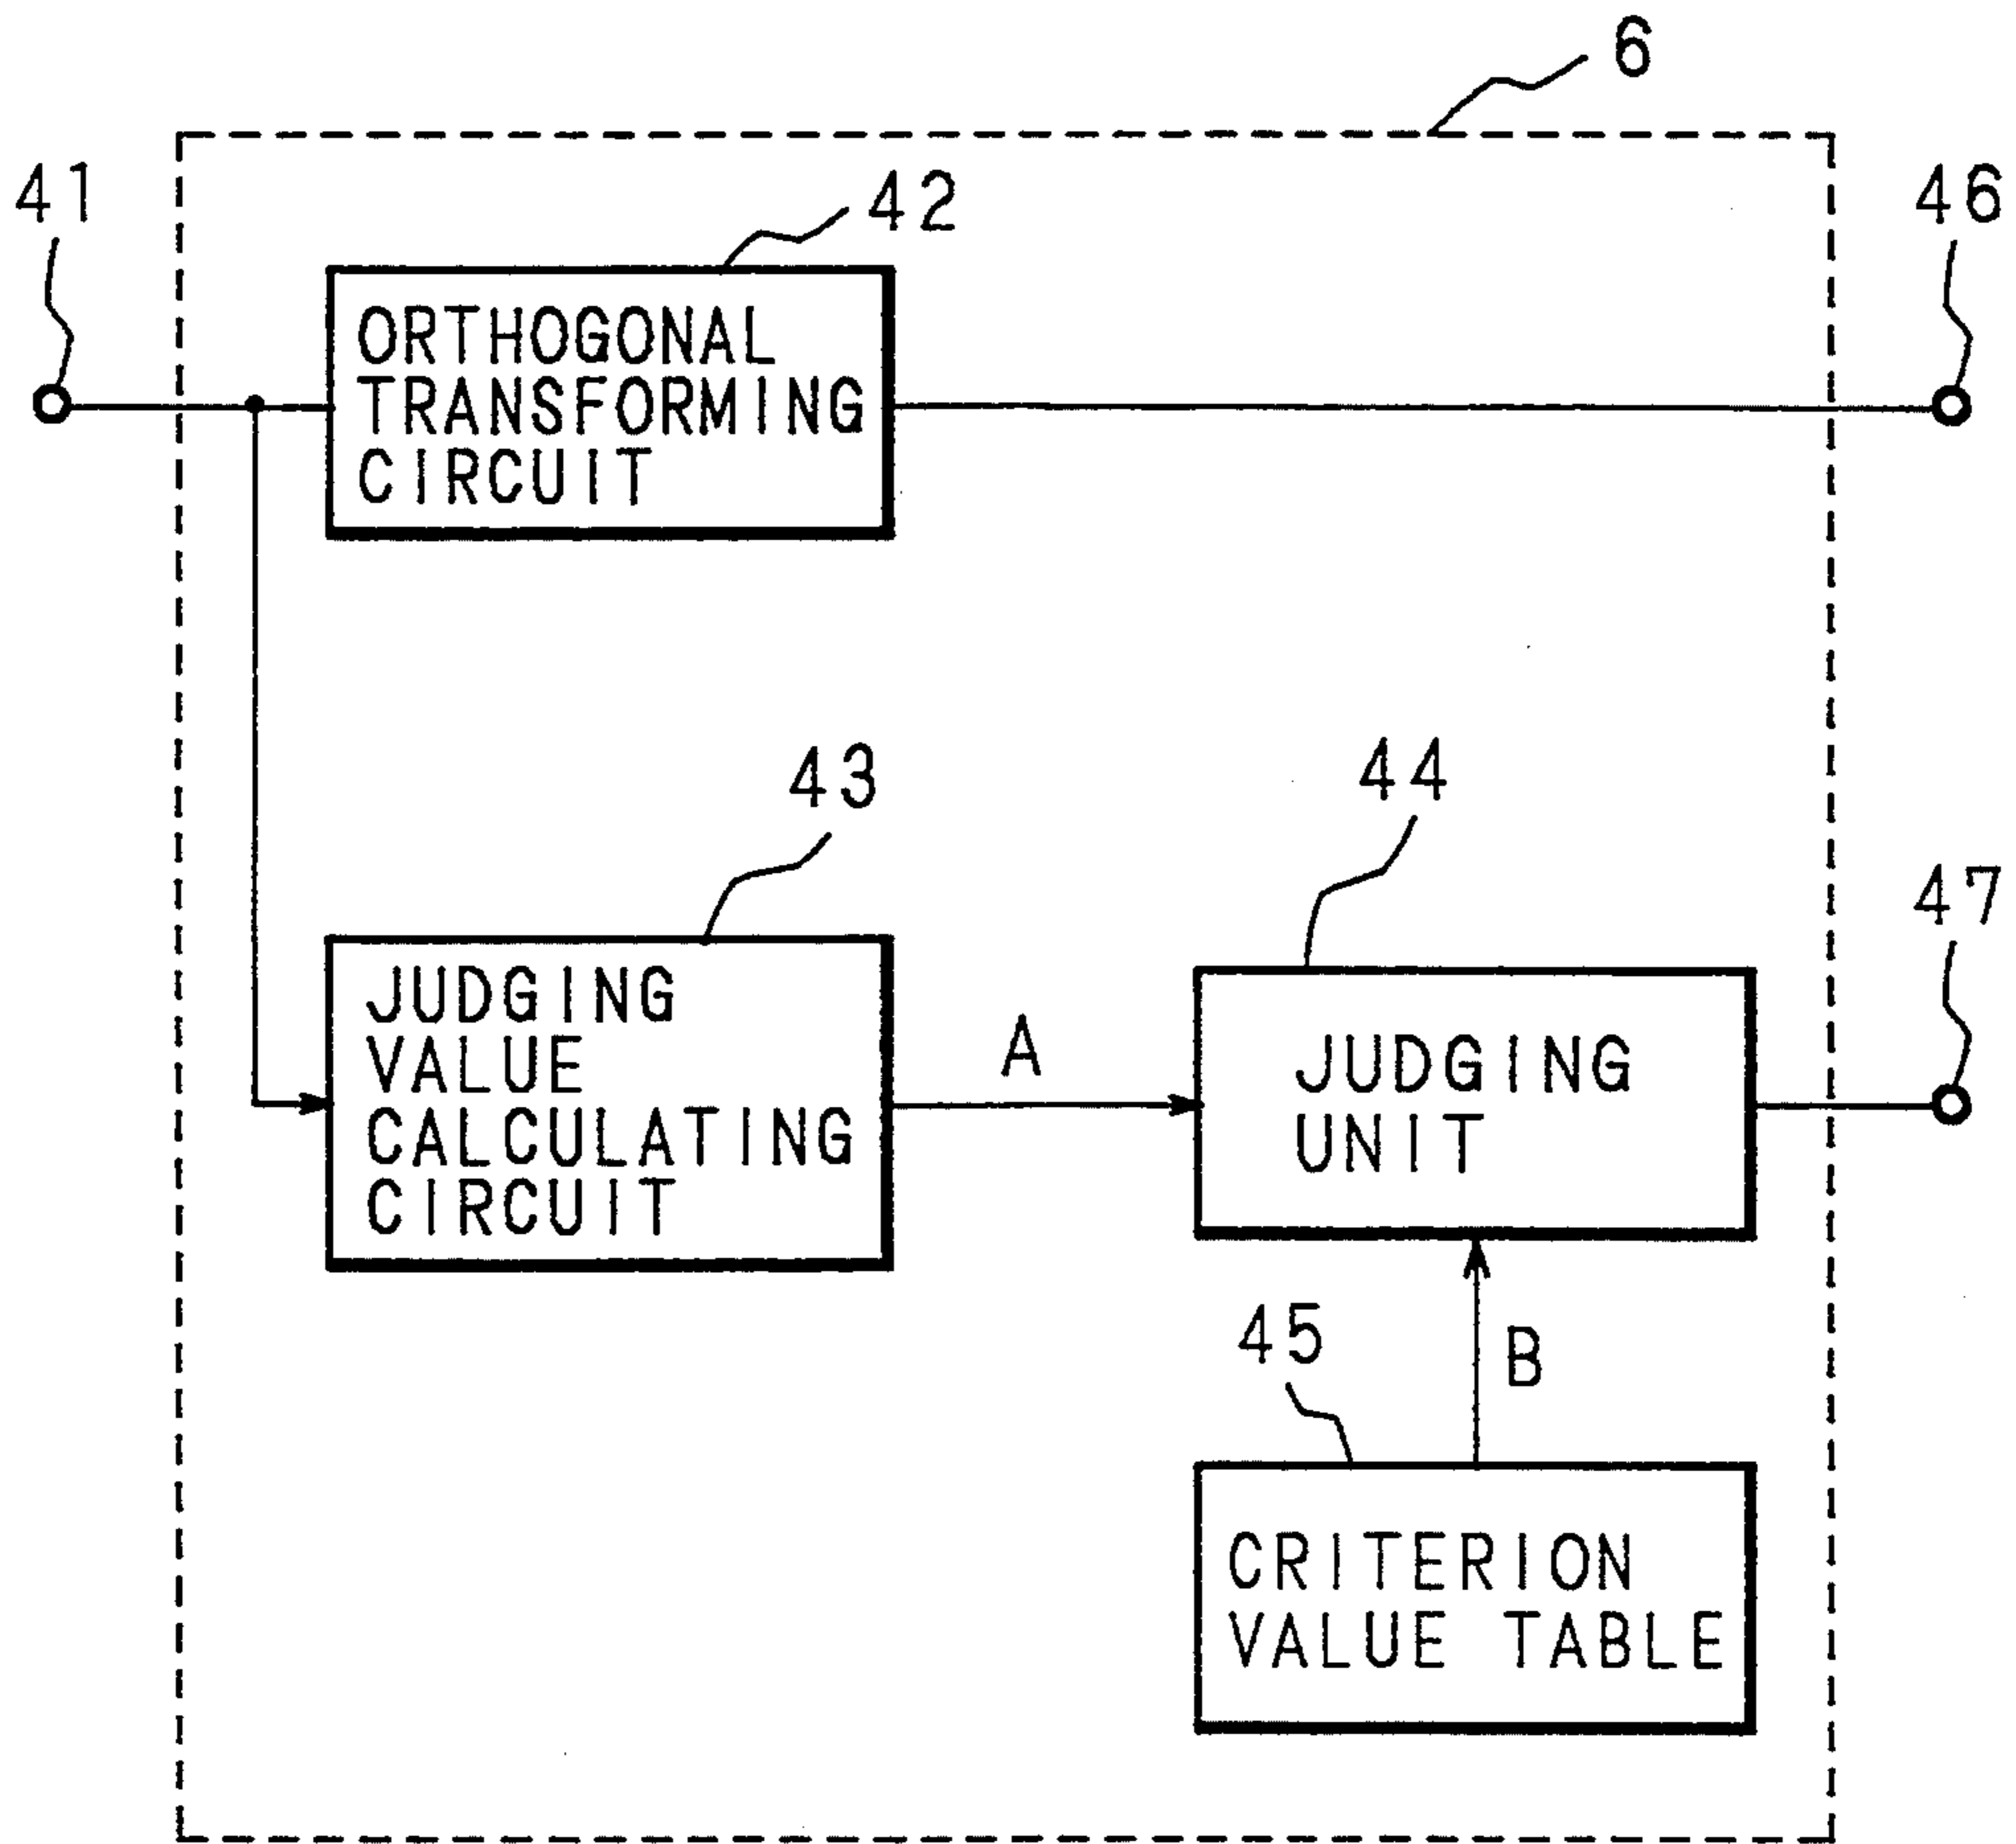 6
41
42
46
ORTHOGONAL
TRANSFORMING
CIRCUIT
43
44
47
JUDGING
VALUE
CALCULATING
CIRCUIT
A
JUDGING
UNIT
45
B
CRITERION
VALUE TABLE